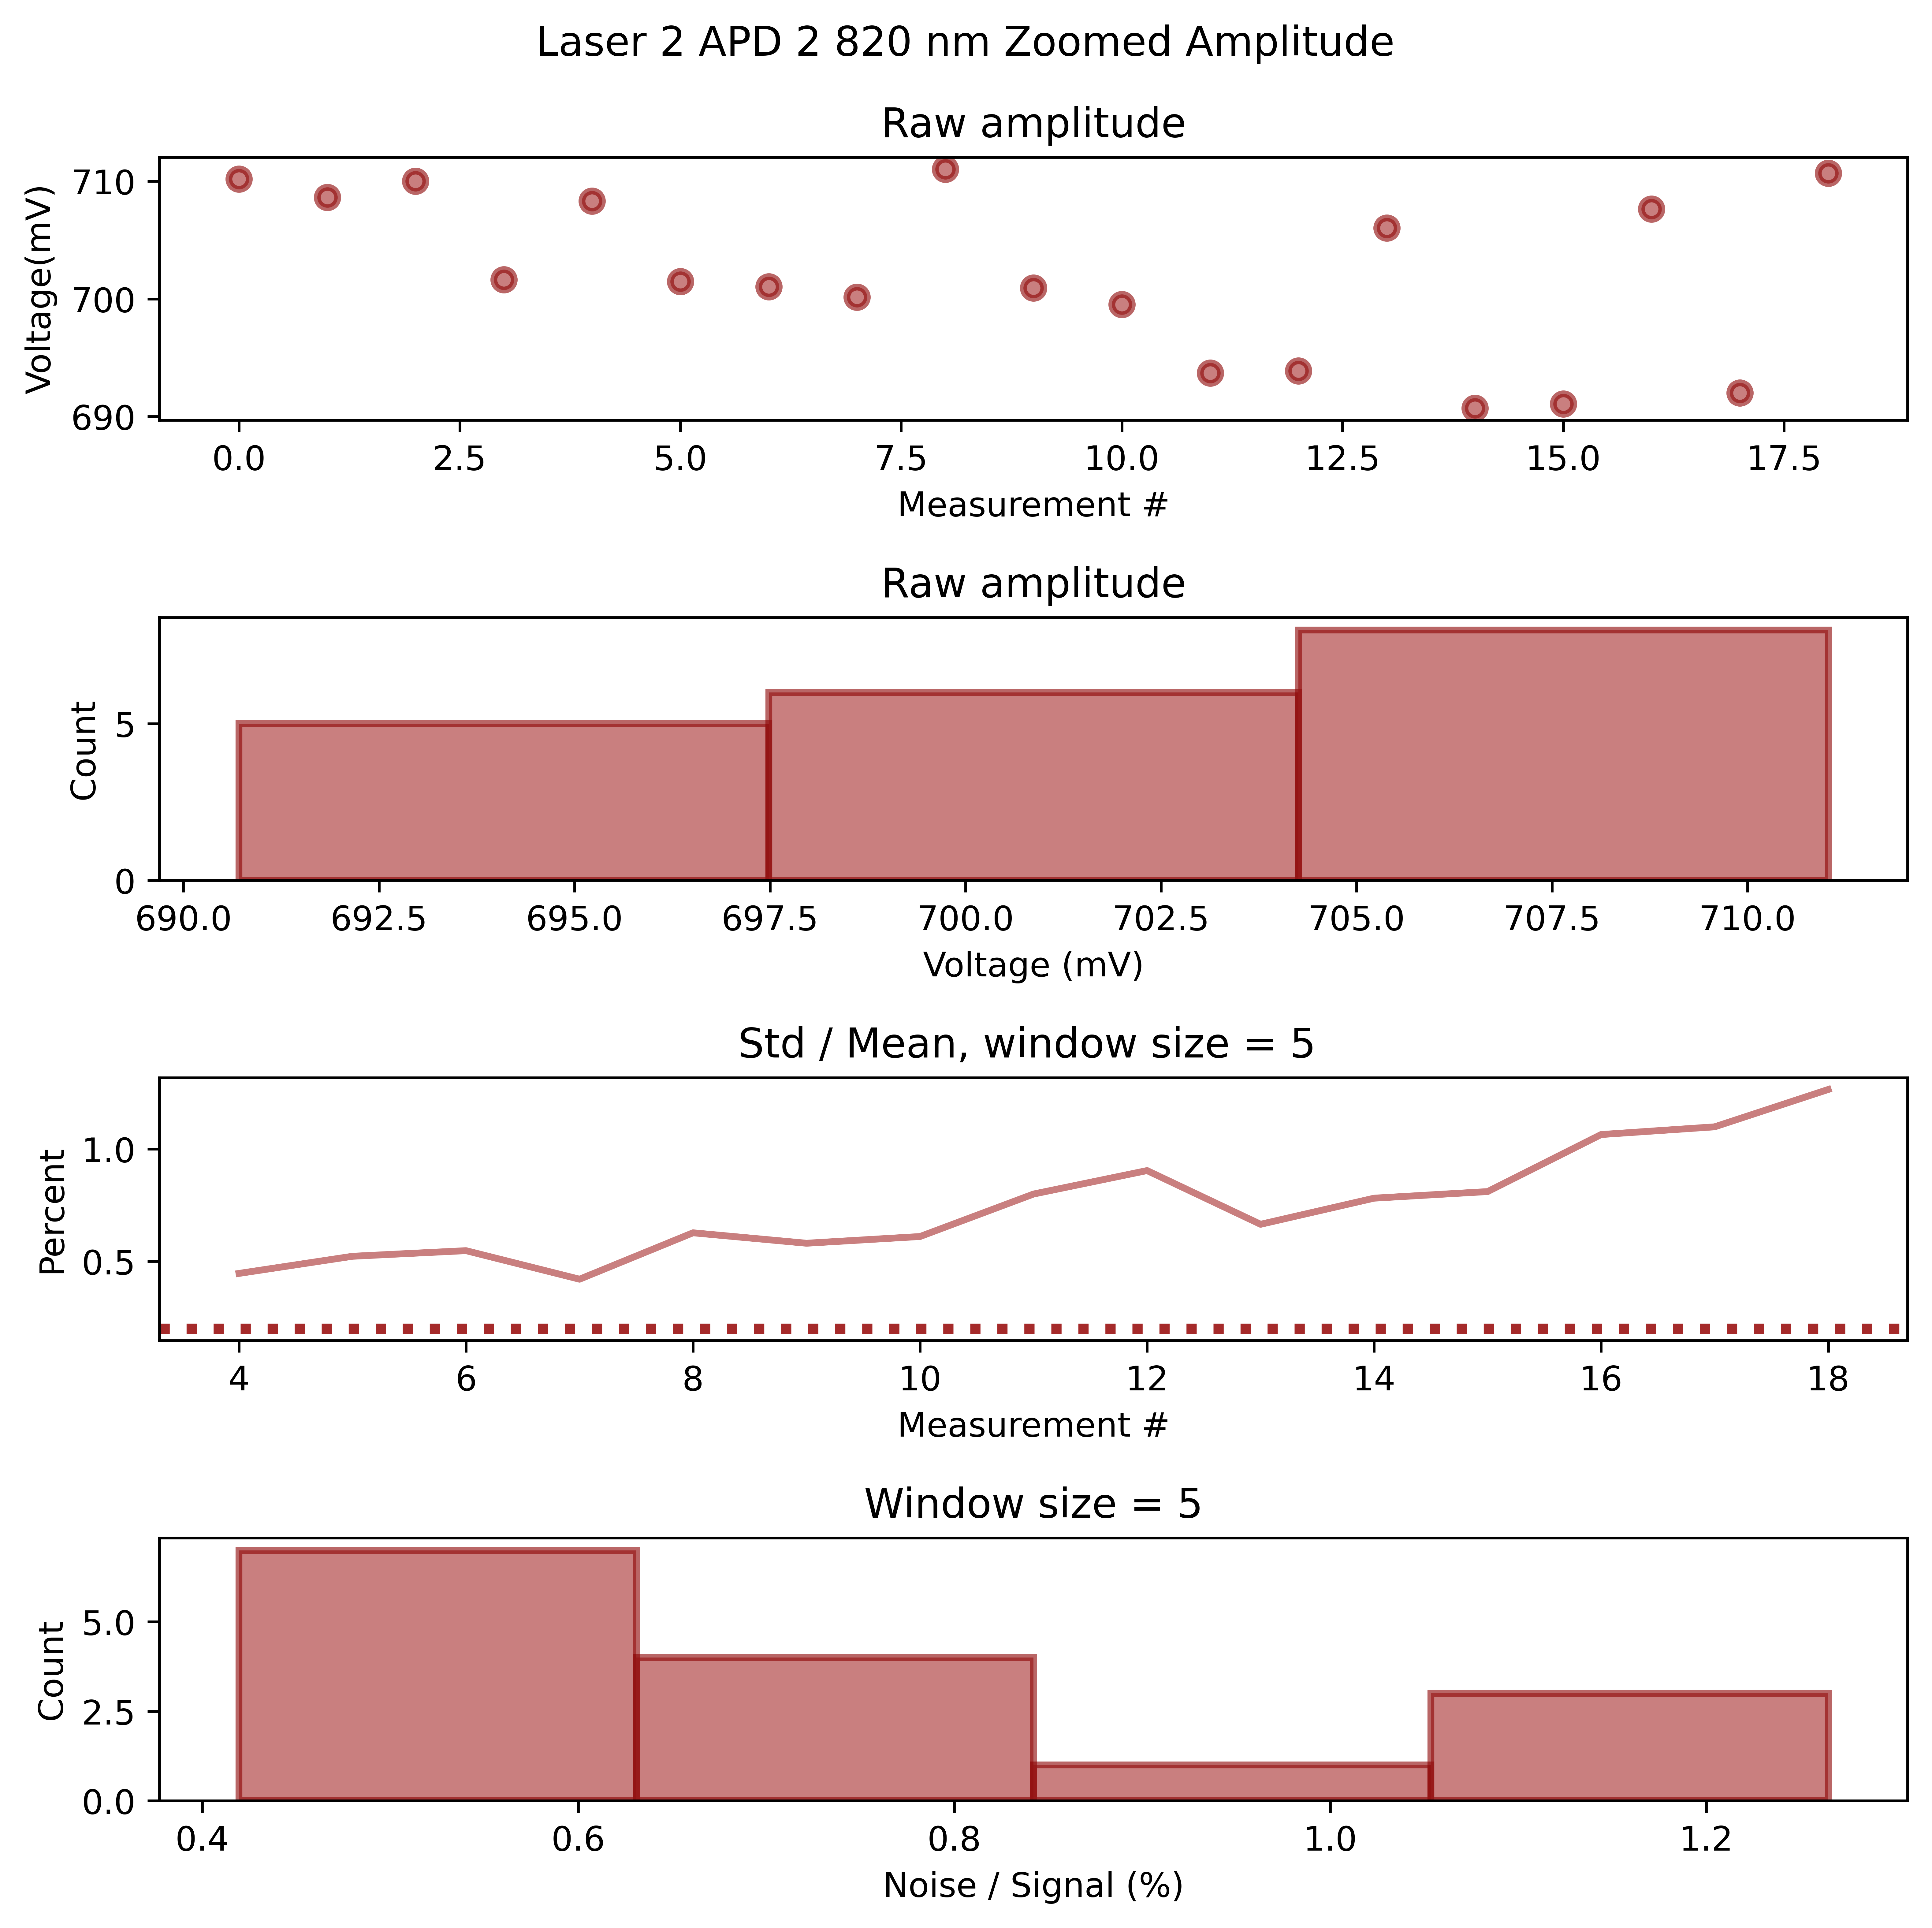 Laser 2 APD 2 820 nm Zoomed Amplitude
Raw amplitude
Voltage(mV)
710
700
690
0.0 2.5 5.0 7.5 10.0 12.5 15.0 17.5
Measurement #
Raw amplitude
Count
5
0
690.0 692.5 695.0 697.5 700.0 702.5 705.0 707.5 710.0
Voltage (mV)
Std / Mean, window size = 5
Percent
1.0
0.5
4 6 8 10 12 14 16 18
Measurement #
Window size = 5
Count
5.0
2.5
0.0
0.4 0.6 0.8 1.0 1.2
Noise / Signal (%)